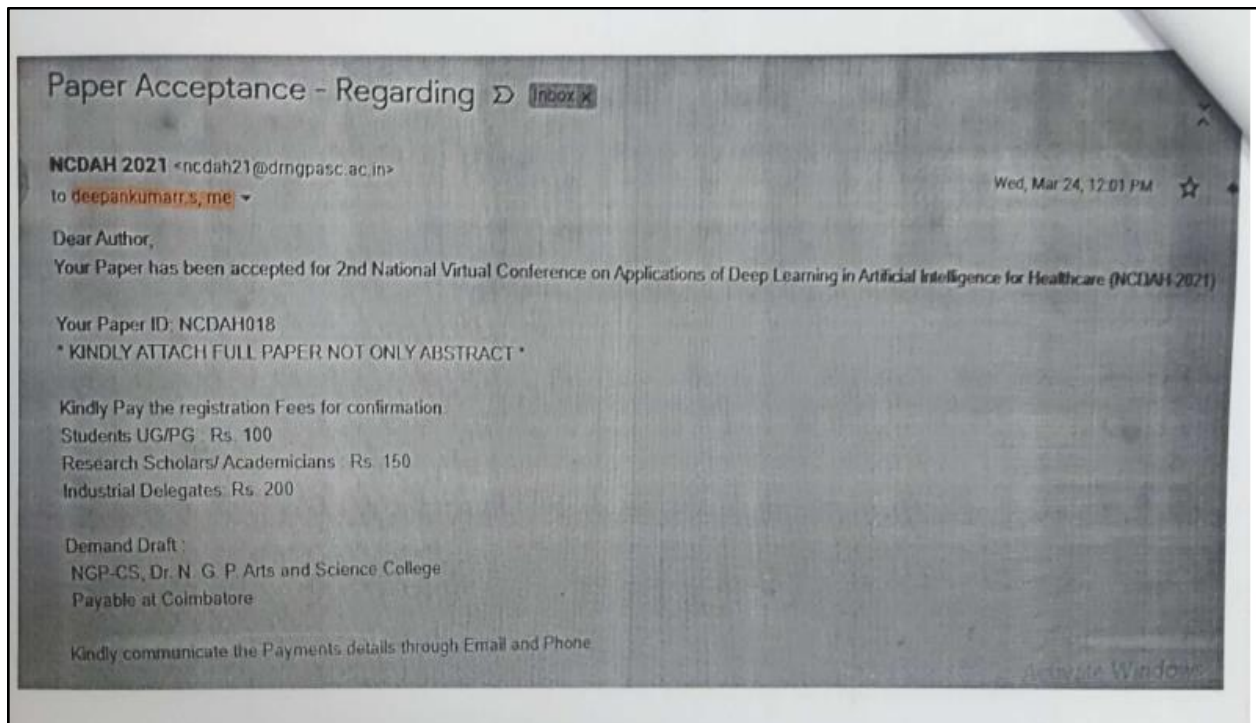 Paper Acceptance - Regarding Inbox x
NCDAH 2021 <ncdah21@drngpasc.ac.in>
Wed, Mar 24, 12:01 PM
to deepankumarr.s, me
Dear Author,
Your Paper has been accepted for 2nd National Virtual Conference on Applications of Deep Learning in Artificial Intelligence for Healthcare (NCDAH-2021)
Your Paper ID: NCDAH018
* KINDLY ATTACH FULL PAPER NOT ONLY ABSTRACT *
Kindly Pay the registration Fees for confirmation.
Students UG/PG : Rs. 100
Research Scholars/ Academicians : Rs. 150
Industrial Delegates: Rs. 200
Demand Draft :
NGP-CS, Dr. N. G. P. Arts and Science College
Payable at Coimbatore
Kindly communicate the Payments details through Email and Phone
Activate Windows